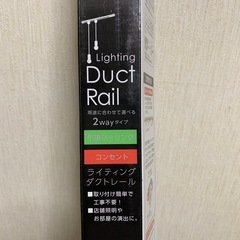 Lighting
Duct
Rail
用途に合わせて選べる
2wayタイプ
コンセント
ライティング
ダクトレール
●取り付け簡単で
工事不要!
●店舗照明や
お部屋の演出に。